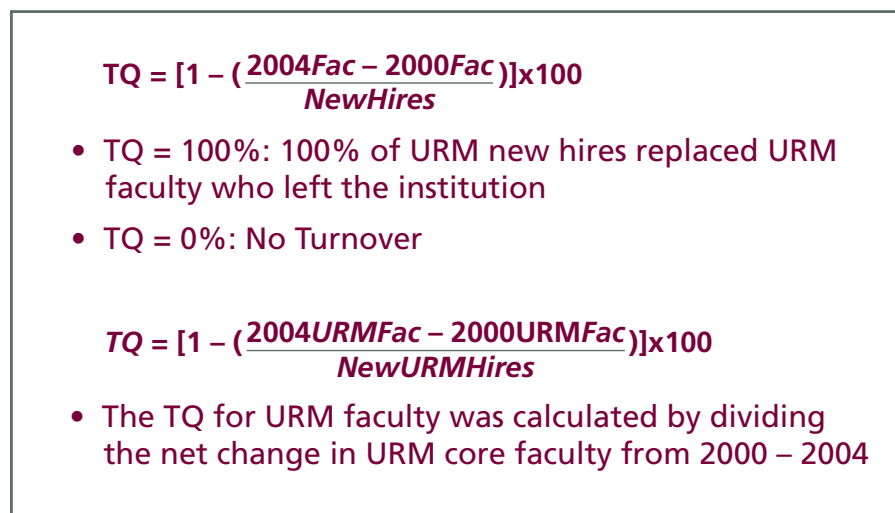 TQ = [1 – (2004Fac – 2000Fac)]x100
NewHires
• TQ = 100%: 100% of URM new hires replaced URM
faculty who left the institution
• TQ = 0%: No Turnover
TQ = [1 – (2004URMFac – 2000URMFac)]x100
NewURMHires
• The TQ for URM faculty was calculated by dividing
the net change in URM core faculty from 2000 – 2004